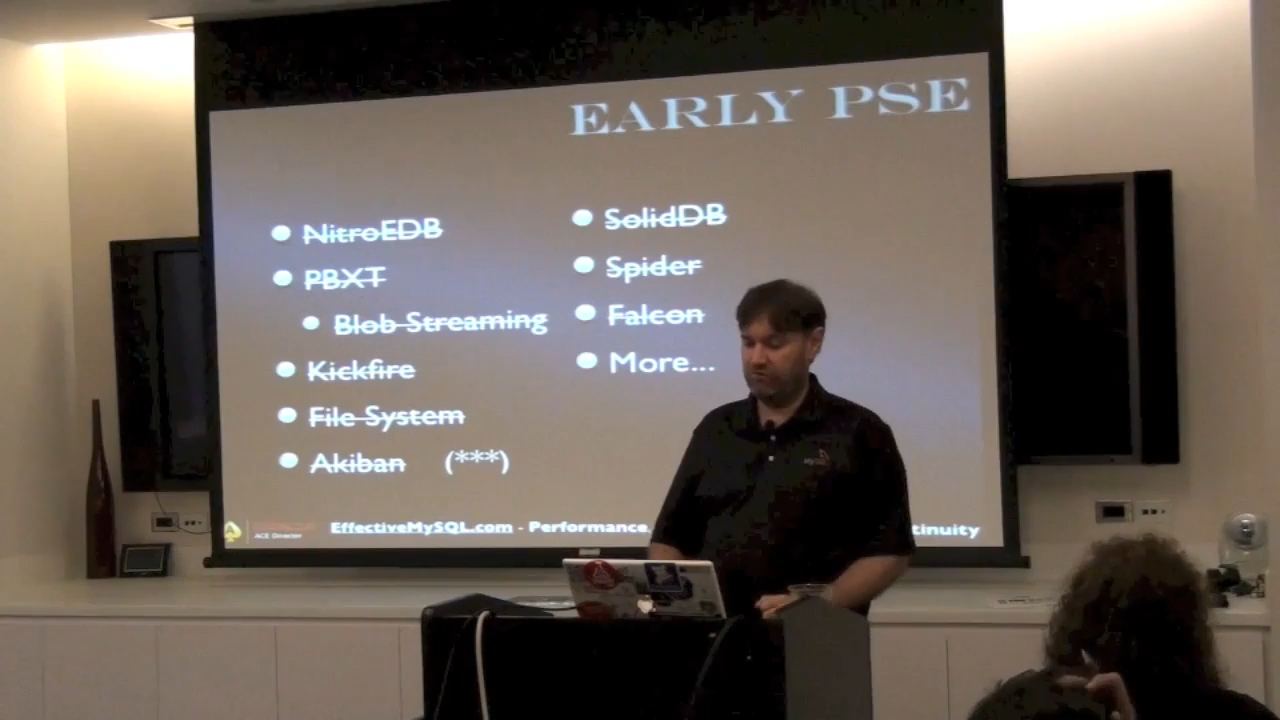 EARLY PSE
NitroEDB
PBXT
Blob Streaming
Kickfire
File System
Akiban (***)
SolidDB
Spider
Falcon
More...
ACE Director
EffectiveMySQL.com - Performance, tinuity